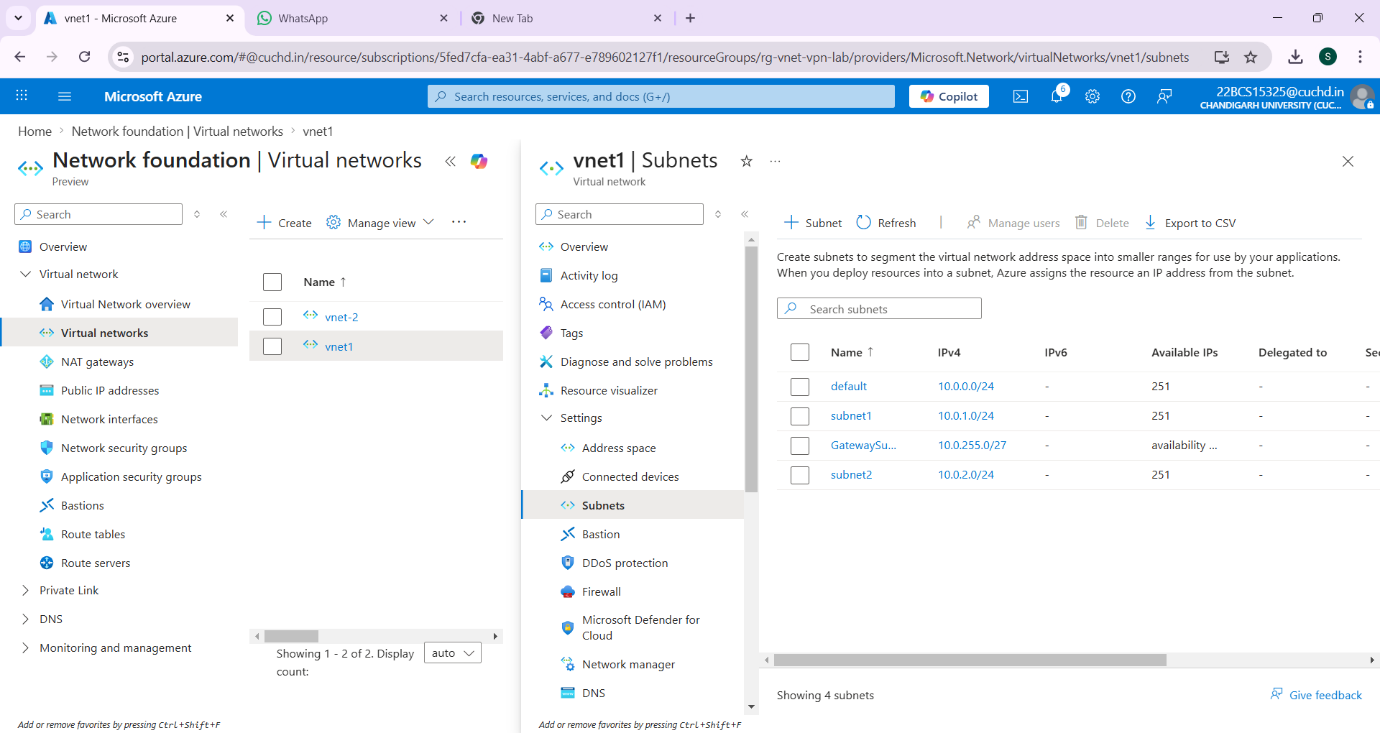 vnet1 - Microsoft Azure
WhatsApp
New Tab
portal.azure.com/#@cuchd.in/resource/subscriptions/5fed7cfa-ea31-4abf-a677-e789602127f1/resourceGroups/rg-vnet-vpn-lab/providers/Microsoft.Network/virtualNetworks/vnet1/subnets
S
Microsoft Azure
Search resources, services, and docs (G+/)
Copilot
6
22BCS15325@cuchd.in
CHANDIGARH UNIVERSITY (CUC...
Home > Network foundation | Virtual networks > vnet1
Network foundation | Virtual networks
Preview
Search
Overview
Virtual network
Virtual Network overview
Virtual networks
NAT gateways
Public IP addresses
Network interfaces
Network security groups
Application security groups
Bastions
Route tables
Route servers
Private Link
DNS
Monitoring and management
Add or remove favorites by pressing Ctrl+Shift+F
Create Manage view ...
Name ↑
vnet-2
vnet1
Showing 1 - 2 of 2. Display
count:
auto
vnet1 | Subnets
...
Virtual network
Search
Overview
Activity log
Access control (IAM)
Tags
Diagnose and solve problems
Resource visualizer
Settings
Address space
Connected devices
Subnets
Bastion
DDoS protection
Firewall
Microsoft Defender for
Cloud
Network manager
DNS
Add or remove favorites by pressing Ctrl+Shift+F
Subnet Refresh | Manage users Delete Export to CSV
Create subnets to segment the virtual network address space into smaller ranges for use by your applications.
When you deploy resources into a subnet, Azure assigns the resource an IP address from the subnet.
Search subnets
Name ↑ IPv4 IPv6 Available IPs Delegated to Sec
default 10.0.0.0/24 - 251 - -
subnet1 10.0.1.0/24 - 251 - -
GatewaySu... 10.0.255.0/27 - availability ... - -
subnet2 10.0.2.0/24 - 251 - -
Showing 4 subnets
Give feedback